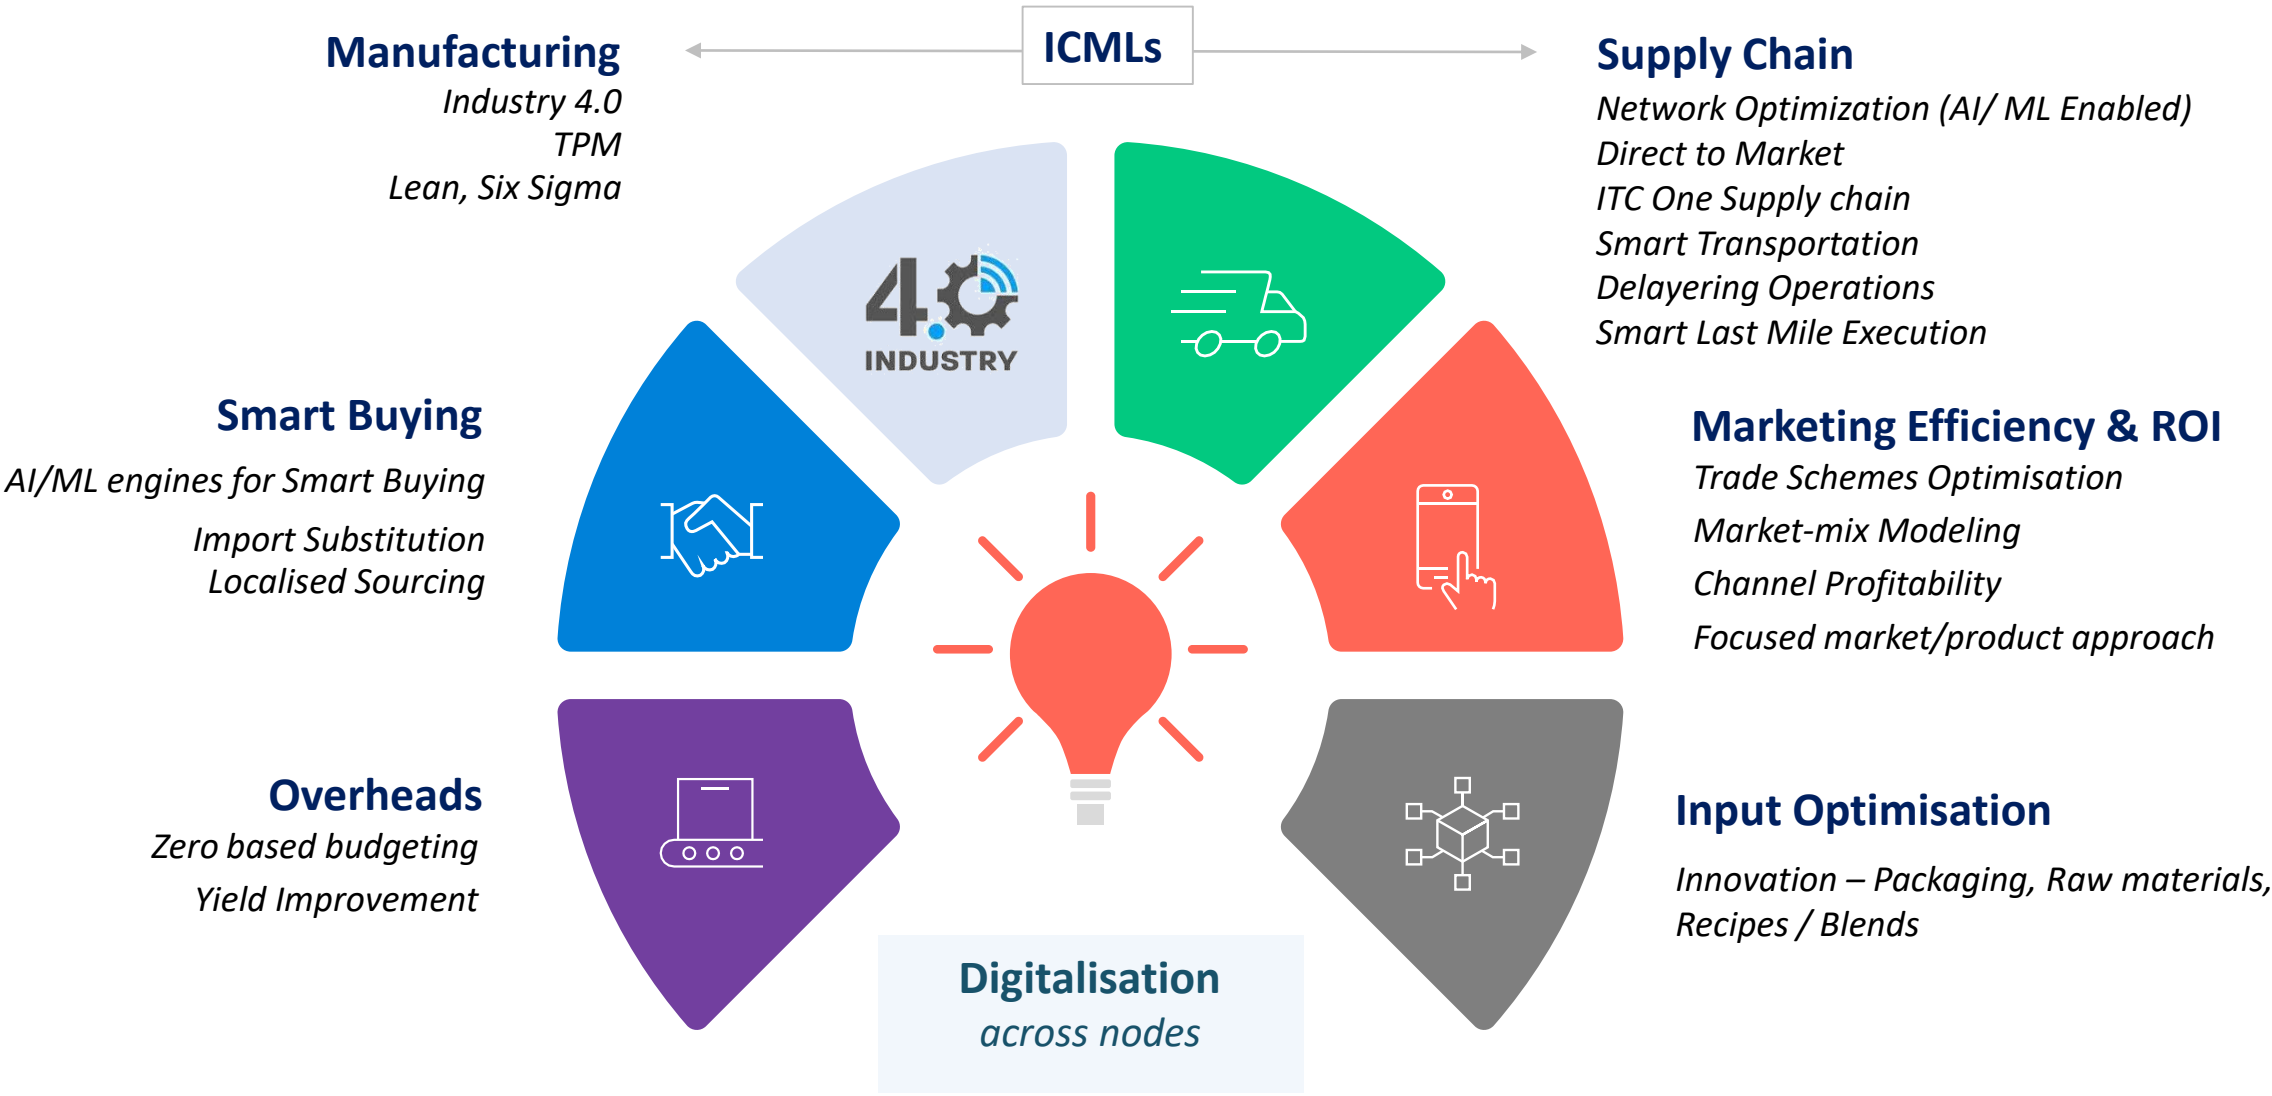 ICMLs
Manufacturing
Industry 4.0
TPM
Lean, Six Sigma
Supply Chain
Network Optimization (AI/ ML Enabled)
Direct to Market
ITC One Supply chain
Smart Transportation
Delayering Operations
Smart Last Mile Execution
4.0
INDUSTRY
Smart Buying
AI/ML engines for Smart Buying
Import Substitution
Localised Sourcing
Marketing Efficiency & ROI
Trade Schemes Optimisation
Market-mix Modeling
Channel Profitability
Focused market/product approach
Overheads
Zero based budgeting
Yield Improvement
Input Optimisation
Innovation – Packaging, Raw materials,
Recipes / Blends
Digitalisation
across nodes